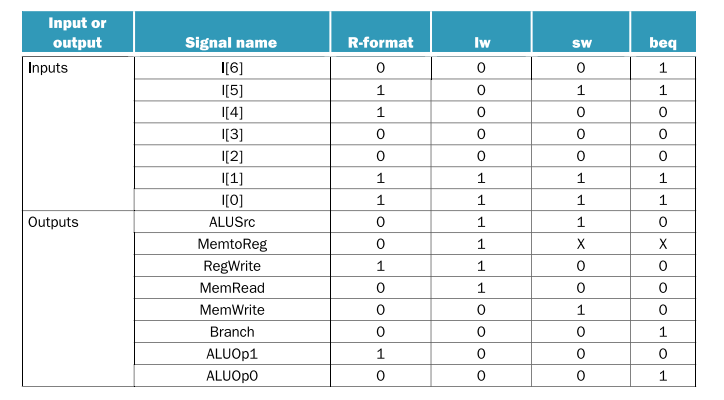 Input or output Signal name R-format lw sw beq
Inputs I[6] 0 0 0 1
I[5] 1 0 1 1
I[4] 1 0 0 0
I[3] 0 0 0 0
I[2] 0 0 0 0
I[1] 1 1 1 1
I[0] 1 1 1 1
Outputs ALUSrc 0 1 1 0
MemtoReg 0 1 X X
RegWrite 1 1 0 0
MemRead 0 1 0 0
MemWrite 0 0 1 0
Branch 0 0 0 1
ALUOp1 1 0 0 0
ALUOp0 0 0 0 1